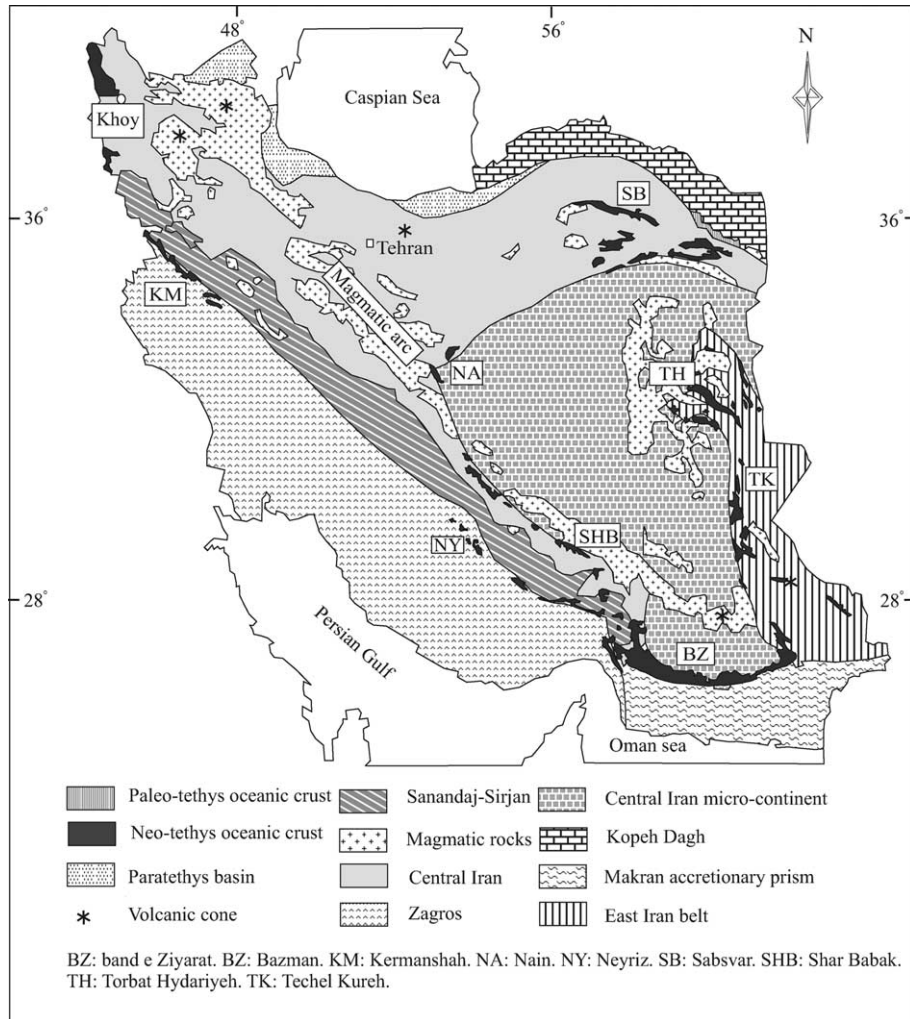 48°
56°
N
Caspian Sea
Khoy
SB
36°
36°
Tehran
KM
Magmatic arc
NA
TH
TK
SHB
NY
28°
28°
Persian Gulf
BZ
Oman sea
Paleo-tethys oceanic crust
Sanandaj-Sirjan
Central Iran micro-continent
Neo-tethys oceanic crust
Magmatic rocks
Kopeh Dagh
Paratethys basin
Central Iran
Makran accretionary prism
Volcanic cone
Zagros
East Iran belt
BZ: band e Ziyarat. BZ: Bazman. KM: Kermanshah. NA: Nain. NY: Neyriz. SB: Sabsvar. SHB: Shar Babak.
TH: Torbat Hydariyeh. TK: Techel Kureh.